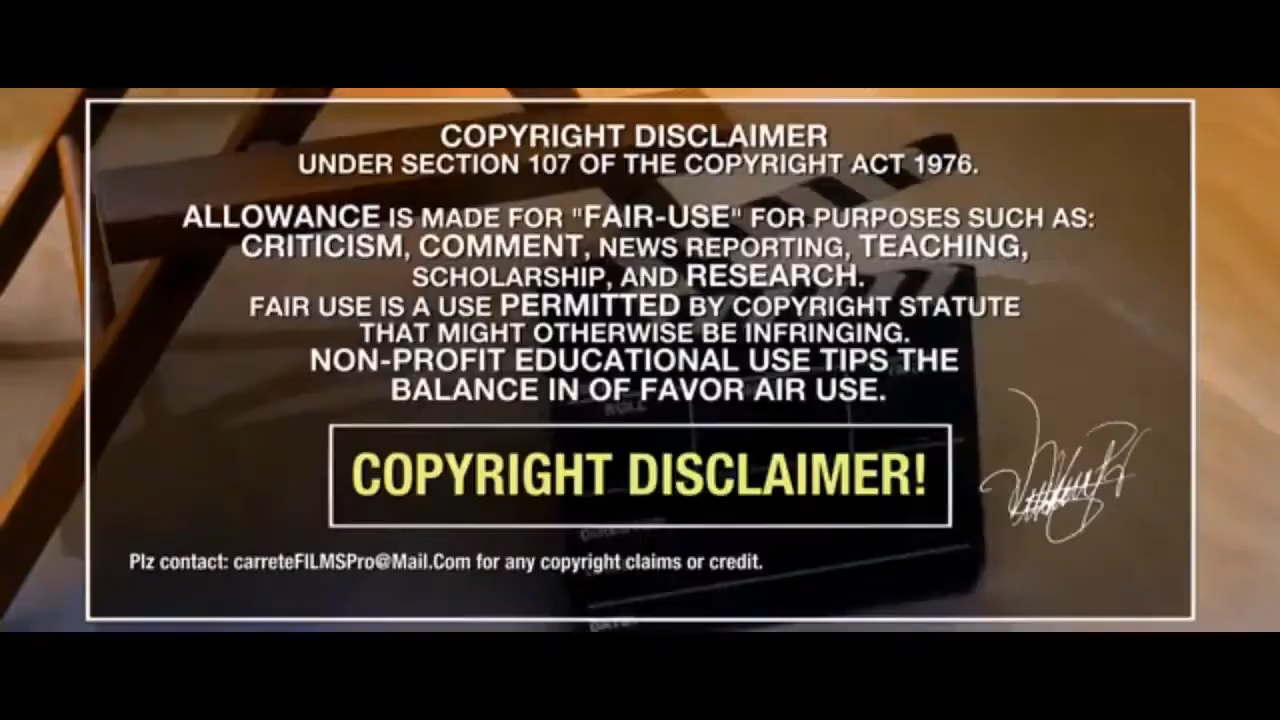 COPYRIGHT DISCLAIMER
UNDER SECTION 107 OF THE COPYRIGHT ACT 1976.
ALLOWANCE IS MADE FOR "FAIR-USE" FOR PURPOSES SUCH AS:
CRITICISM, COMMENT, NEWS REPORTING, TEACHING,
SCHOLARSHIP, AND RESEARCH.
FAIR USE IS A USE PERMITTED BY COPYRIGHT STATUTE
THAT MIGHT OTHERWISE BE INFRINGING.
NON-PROFIT EDUCATIONAL USE TIPS THE
BALANCE IN OF FAVOR AIR USE.
ROLL
COPYRIGHT DISCLAIMER!
Plz contact: carreteFILMSPro@Mail.Com for any copyright claims or credit.